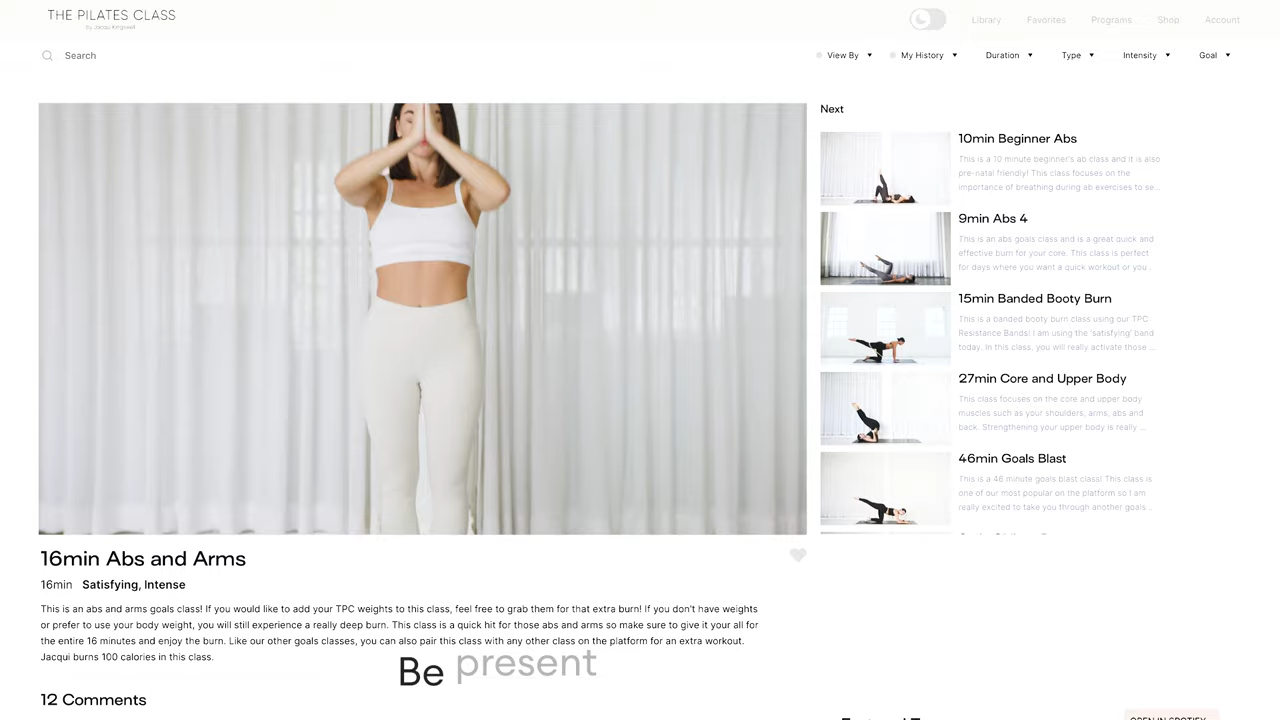 THE PILATES CLASS
by Jacqui Kingswell
Library Favorites Programs Shop Account
Search
View By My History Duration Type Intensity Goal
Next
10min Beginner Abs
This is a 10 minute beginner's ab class and it is also
pre-natal friendly! This class focuses on the
importance of breathing during ab exercises to se...
9min Abs 4
This is an abs goals class and is a great quick and
effective burn for your core. This class is perfect
for days where you want a quick workout or you
15min Banded Booty Burn
This is a banded booty burn class using our TPC
Resistance Bands! I am using the 'satisfying' band
today. In this class, you will really activate those ...
27min Core and Upper Body
This class focuses on the core and upper body
muscles such as your shoulders, arms, abs and
back. Strengthening your upper body is really ...
46min Goals Blast
This is a 46 minute goals blast class! This class is
one of our most popular on the platform so I am
really excited to take you through another goals ..
16min Abs and Arms
16min Satisfying, Intense
This is an abs and arms goals class! If you would like to add your TPC weights to this class, feel free to grab them for that extra burn! If you don't have weights
or prefer to use your body weight, you will still experience a really deep burn. This class is a quick hit for those abs and arms so make sure to give it your all for
the entire 16 minutes and enjoy the burn. Like our other goals classes, you can also pair this class with any other class on the platform for an extra workout.
Jacqui burns 100 calories in this class.
Be present
12 Comments
OPEN IN SPOTIFY